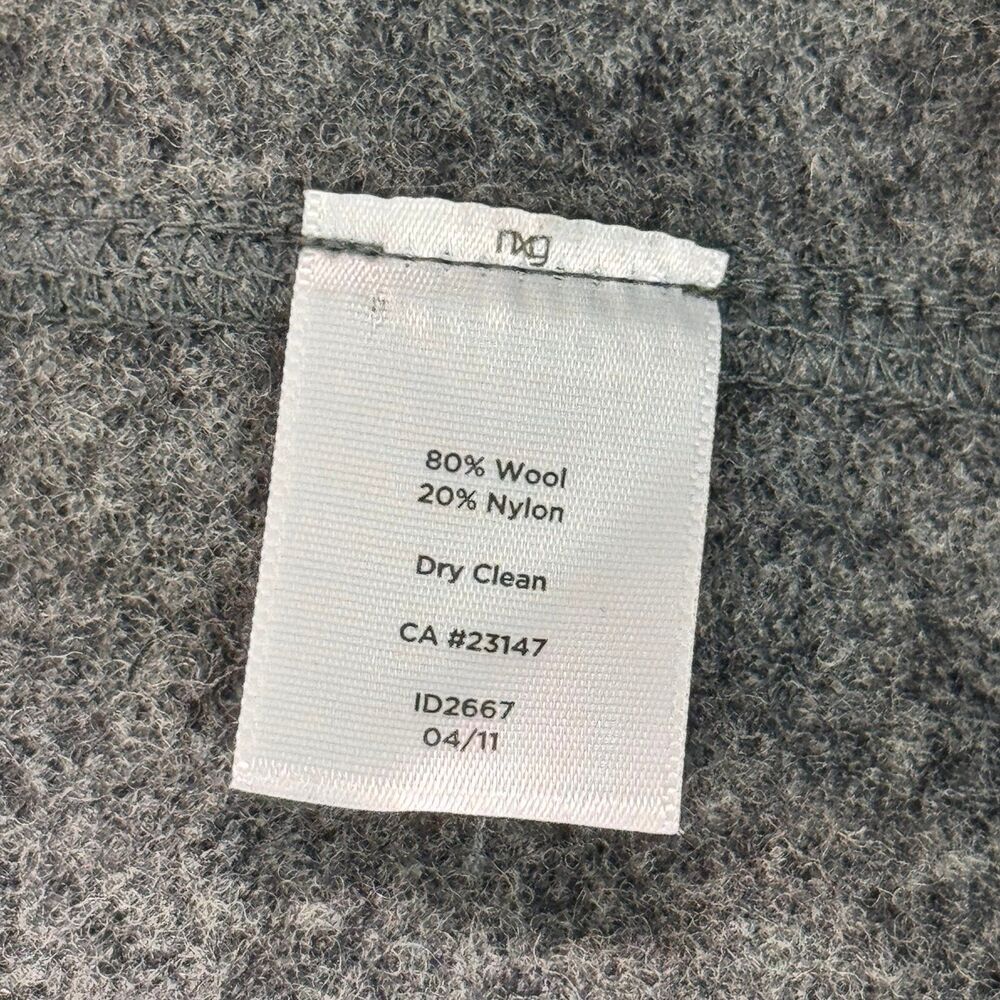 nxg
80% Wool
20% Nylon
Dry Clean
CA #23147
ID2667
04/11